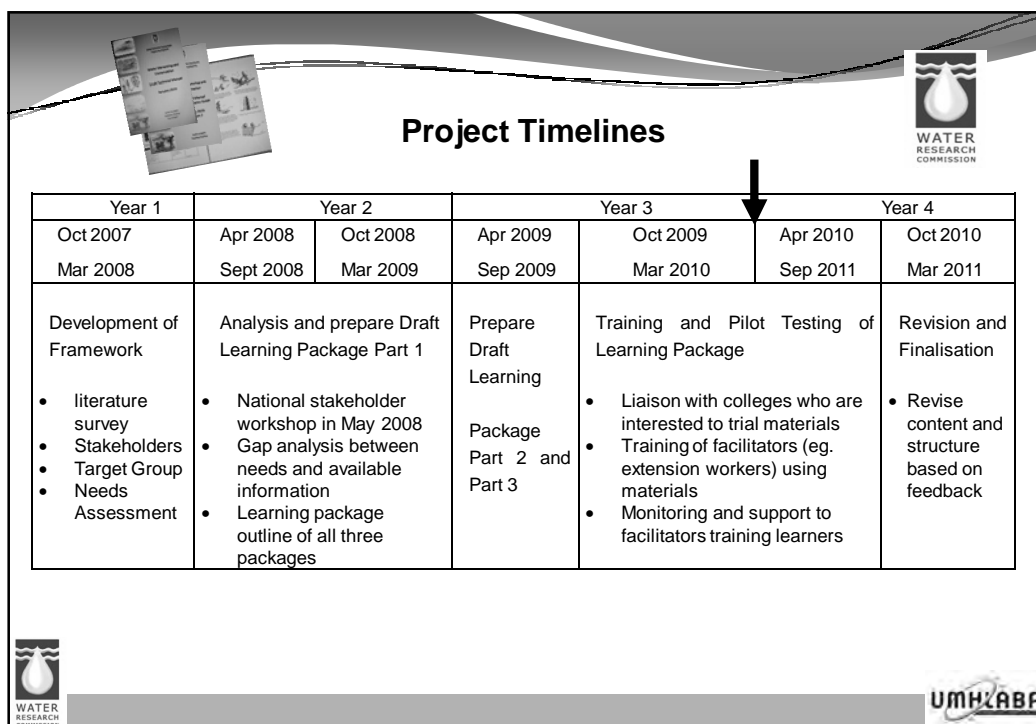 Project Timelines
WATER
RESEARCH
COMMISSION
Year 1 Year 2 Year 3 Year 4
Oct 2007 Apr 2008 Oct 2008 Apr 2009 Oct 2009 Apr 2010 Oct 2010
Mar 2008 Sept 2008 Mar 2009 Sep 2009 Mar 2010 Sep 2011 Mar 2011
Development of
Framework
• literature
survey
• Stakeholders
• Target Group
• Needs
Assessment
Analysis and prepare Draft
Learning Package Part 1
• National stakeholder
workshop in May 2008
• Gap analysis between
needs and available
information
• Learning package
outline of all three
packages
Prepare
Draft
Learning
Package
Part 2 and
Part 3
Training and Pilot Testing of
Learning Package
• Liaison with colleges who are
interested to trial materials
• Training of facilitators (eg.
extension workers) using
materials
• Monitoring and support to
facilitators training learners
Revision and
Finalisation
• Revise
content and
structure
based on
feedback
WATER
RESEARCH
UMHLABA